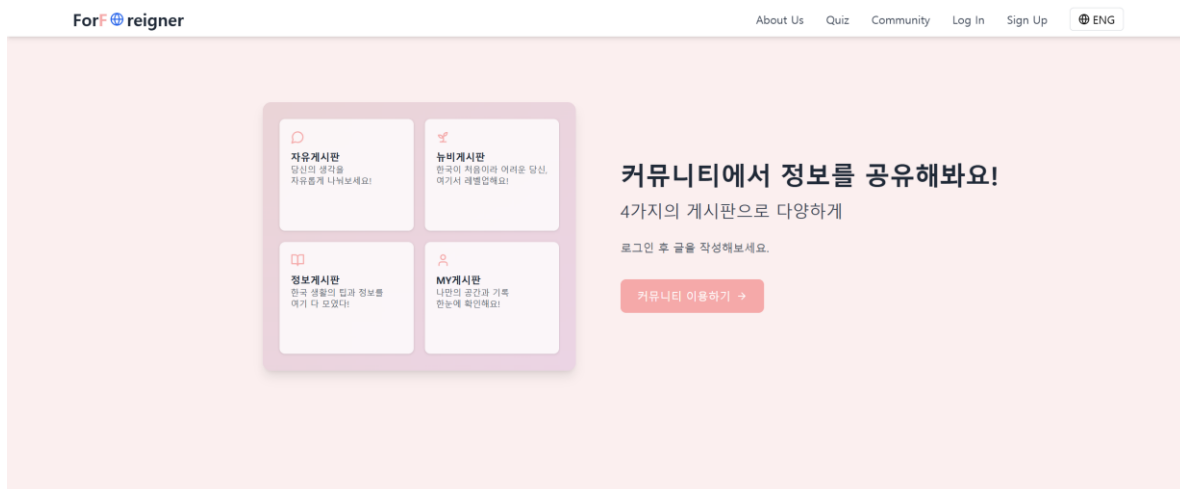 ForF reigner
About Us Quiz Community Log In Sign Up ENG
자유게시판
당신의 생각을
자유롭게 나눠보세요!
뉴비게시판
한국이 처음이라 어려운 당신,
여기서 레벨업해요!
정보게시판
한국 생활의 팁과 정보를
여기 다 모였다!
MY게시판
나만의 공간과 기록
한눈에 확인해요!
커뮤니티에서 정보를 공유해봐요!
4가지의 게시판으로 다양하게
로그인 후 글을 작성해보세요.
커뮤니티 이용하기 →